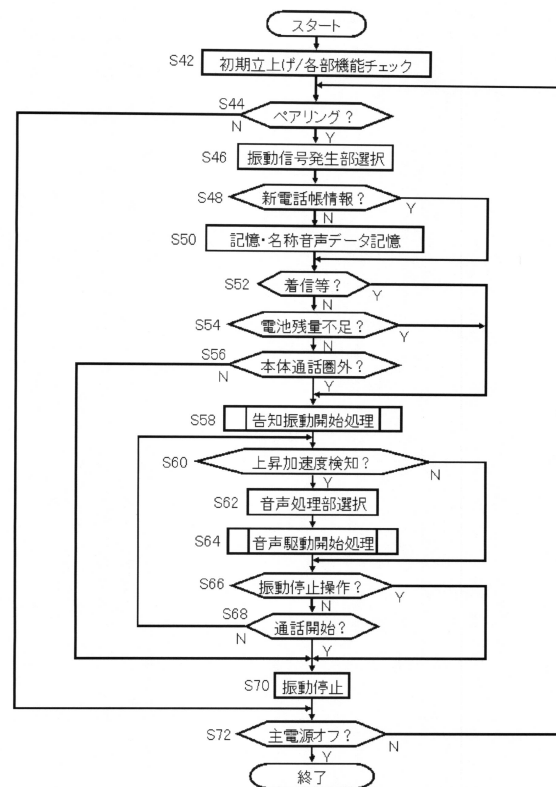 スタート
S42 初期立上げ/各部機能チェック
S44 ペアリング？
N
Y
S46 振動信号発生部選択
S48 新電話帳情報？
Y
N
S50 記憶・名称音声データ記憶
S52 着信等？
Y
N
S54 電池残量不足？
Y
N
S56 本体通話圏外？
N
Y
S58 告知振動開始処理
S60 上昇加速度検知？
N
Y
S62 音声処理部選択
S64 音声駆動開始処理
S66 振動停止操作？
Y
N
S68 通話開始？
N
Y
S70 振動停止
S72 主電源オフ？
N
Y
終了